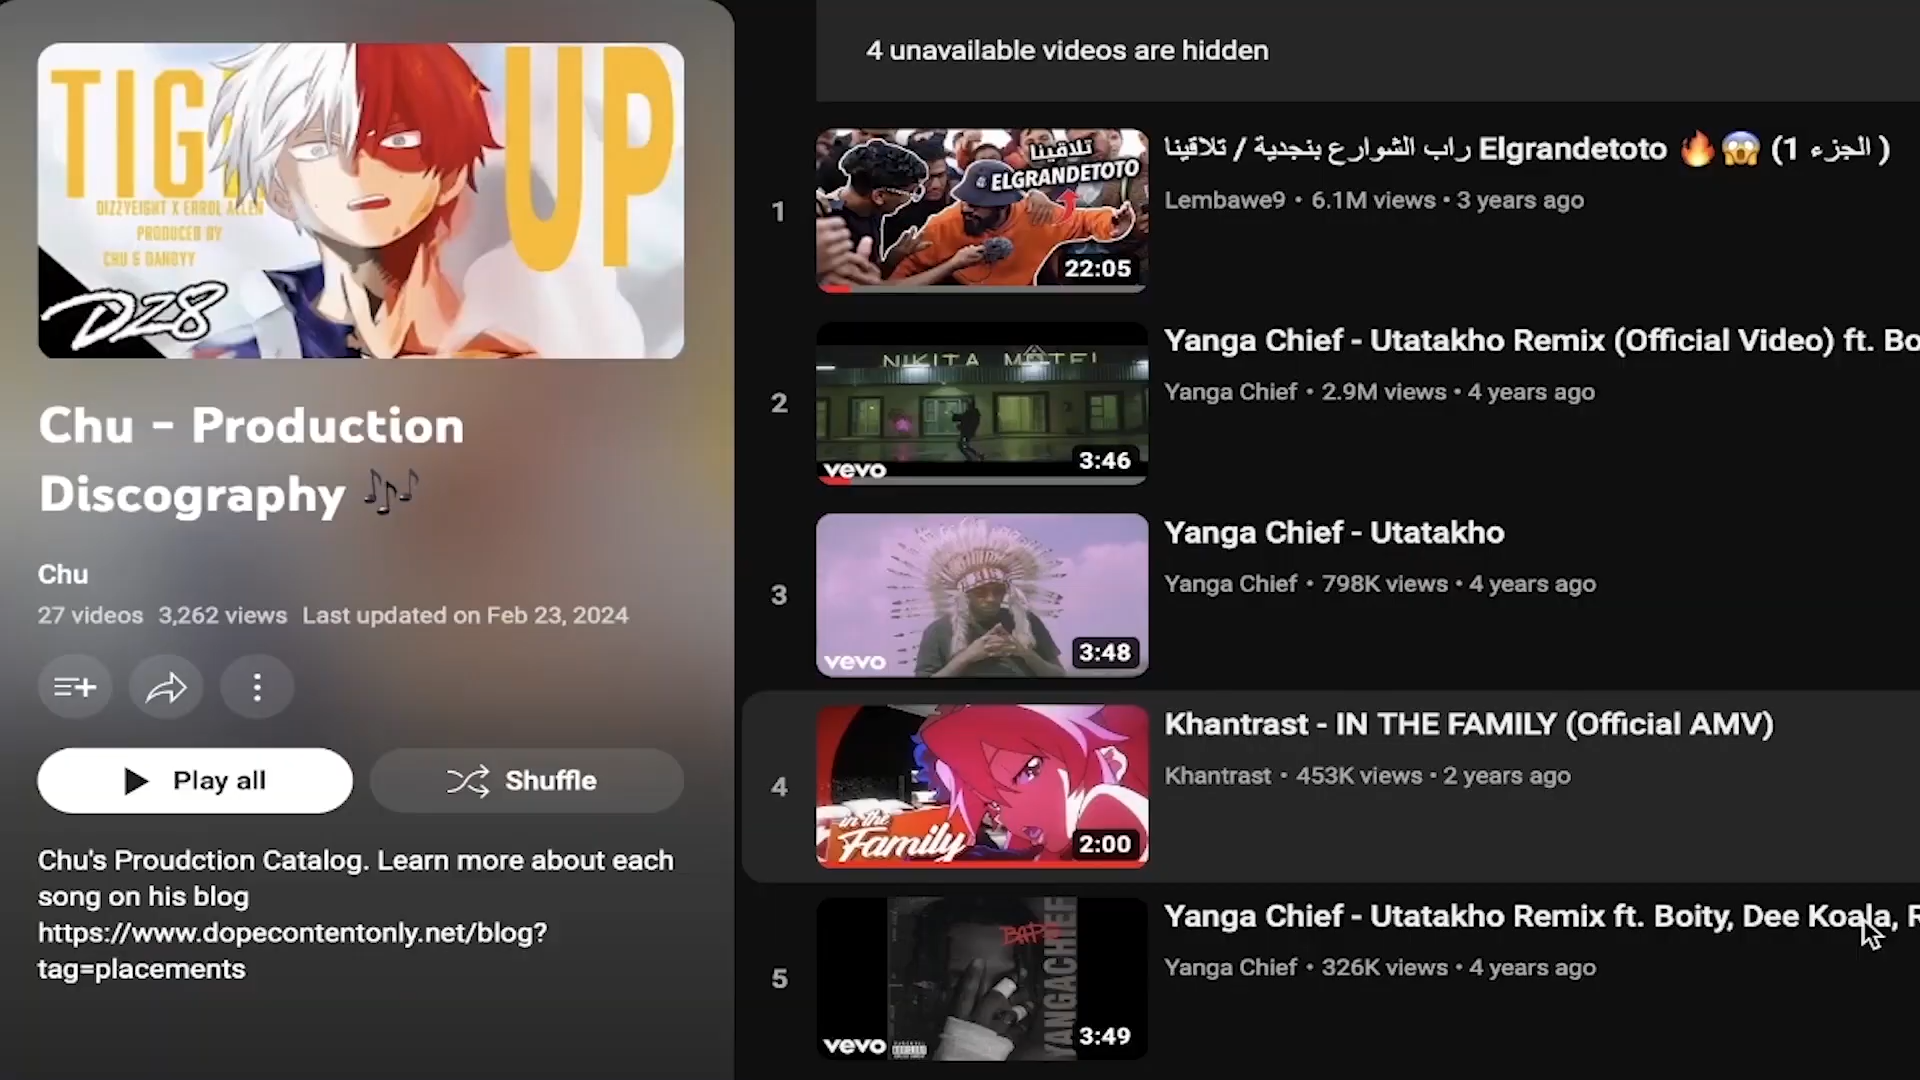 TIG UP
DIZZYEIGHT X ERROL ALLEN
PRODUCED BY
CHU & DANDYY
DZ8
Chu - Production
Discography 🎶
Chu
27 videos 3,262 views Last updated on Feb 23, 2024
Play all
Shuffle
Chu's Proudction Catalog. Learn more about each
song on his blog
https://www.dopecontentonly.net/blog?
tag=placements
4 unavailable videos are hidden
1
تلاقينا
ELGRANDETOTO
22:05
راب الشوارع بنجدية / تلاقينا Elgrandetoto 🔥😱 (الجزء 1 )
Lembawe9 • 6.1M views • 3 years ago
2
NIKITA MOTEL
vevo
3:46
Yanga Chief - Utatakho Remix (Official Video) ft. Bo
Yanga Chief • 2.9M views • 4 years ago
3
vevo
3:48
Yanga Chief - Utatakho
Yanga Chief • 798K views • 4 years ago
4
in the
Family
2:00
Khantrast - IN THE FAMILY (Official AMV)
Khantrast • 453K views • 2 years ago
5
YANGACHIEF
vevo
3:49
Yanga Chief - Utatakho Remix ft. Boity, Dee Koala, R
Yanga Chief • 326K views • 4 years ago